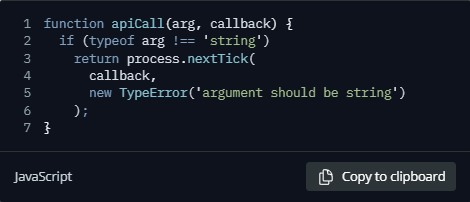 1 function apiCall(arg, callback) {
2   if (typeof arg !== 'string')
3     return process.nextTick(
4       callback,
5       new TypeError('argument should be string')
6     );
7 }
JavaScript
Copy to clipboard